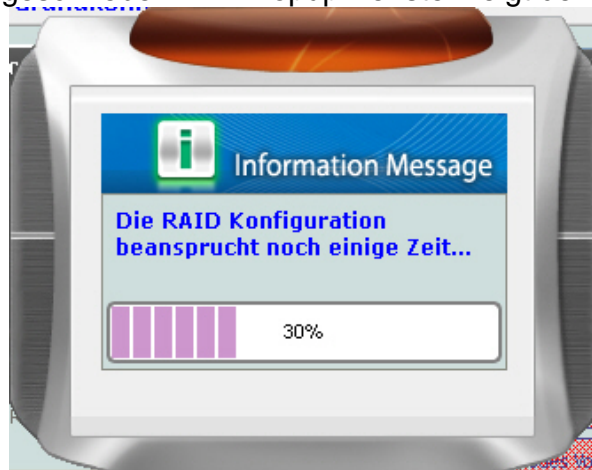 Information Message
Die RAID Konfiguration
beansprucht noch einige Zeit...
30%